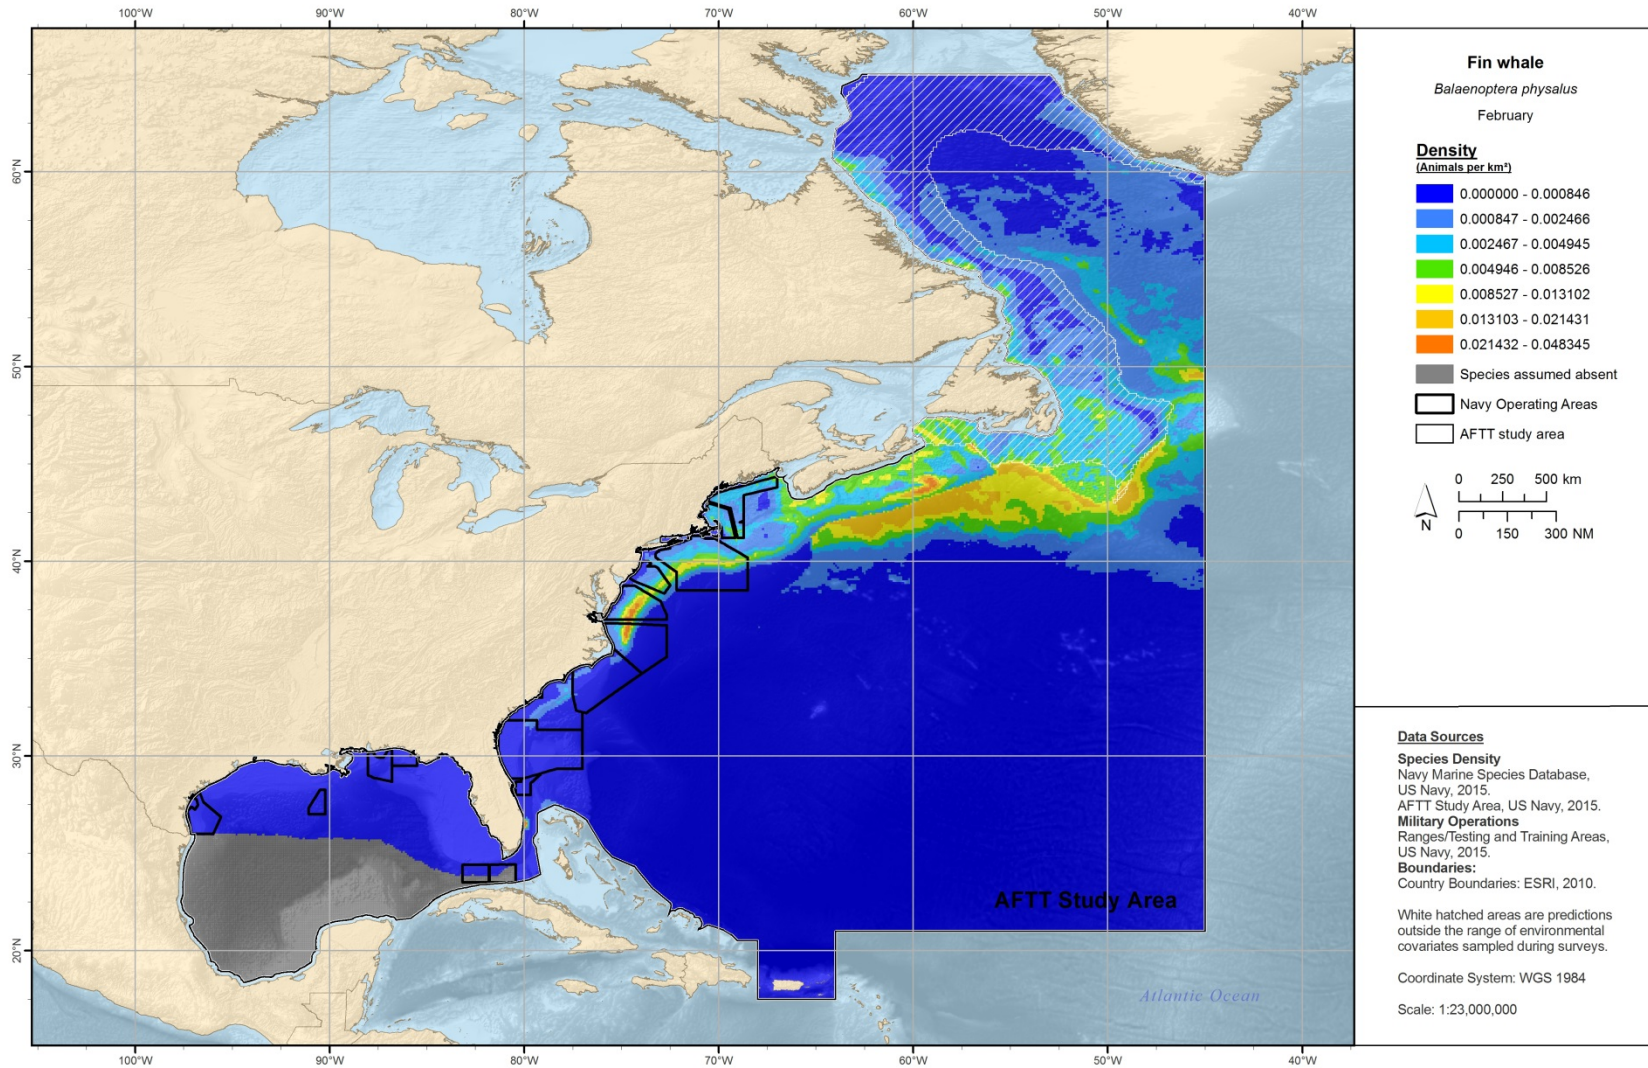 100°W
90°W
80°W
70°W
60°W
50°W
40°W
60°N
50°N
40°N
30°N
20°N
60°N
50°N
40°N
30°N
20°N
AFTT Study Area
Atlantic Ocean
100°W
90°W
80°W
70°W
60°W
50°W
40°W
Fin whale
Balaenoptera physalus
February
Density
(Animals per km²)
0.000000 - 0.000846
0.000847 - 0.002466
0.002467 - 0.004945
0.004946 - 0.008526
0.008527 - 0.013102
0.013103 - 0.021431
0.021432 - 0.048345
Species assumed absent
Navy Operating Areas
AFTT study area
N
0 250 500 km
0 150 300 NM
Data Sources
Species Density
Navy Marine Species Database,
US Navy, 2015.
AFTT Study Area, US Navy, 2015.
Military Operations
Ranges/Testing and Training Areas,
US Navy, 2015.
Boundaries:
Country Boundaries: ESRI, 2010.
White hatched areas are predictions
outside the range of environmental
covariates sampled during surveys.
Coordinate System: WGS 1984
Scale: 1:23,000,000